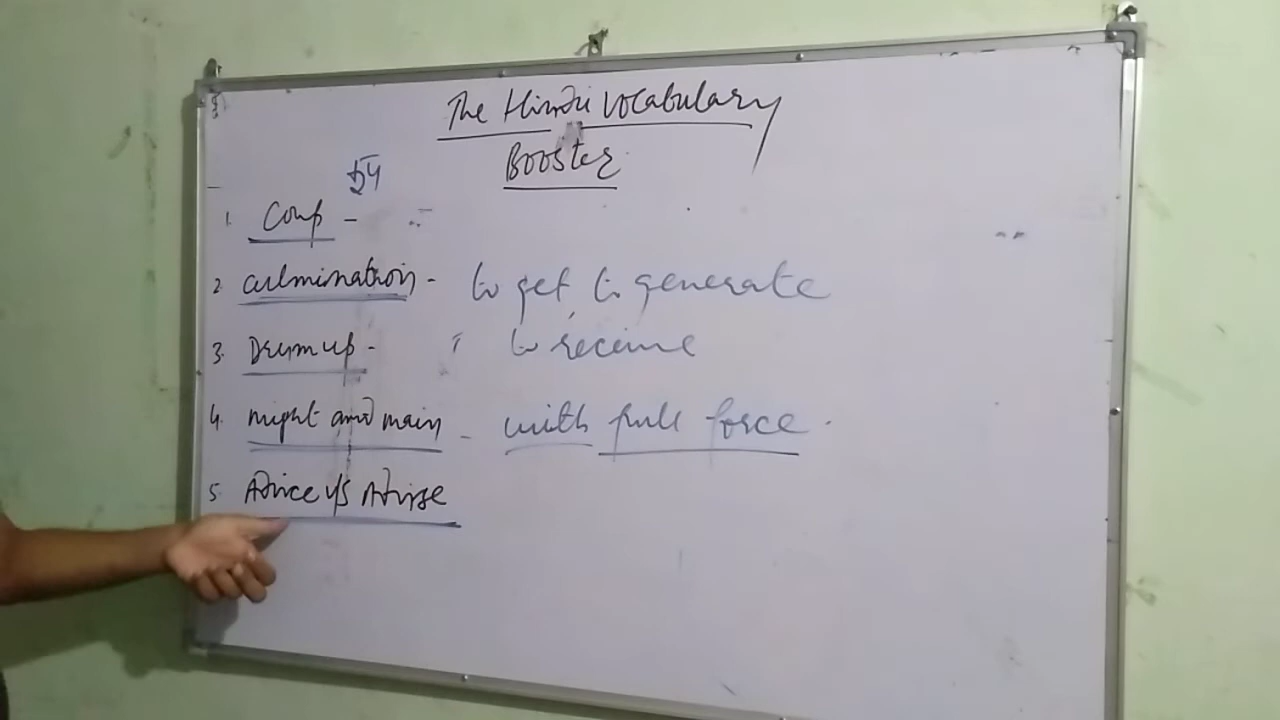 The Hindu Vocabulary
Booster
1. Coup -
2. culmination - to get, to generate
3. Drum up - to receive
4. might and main - with full force.
5. Advice v/s Advise